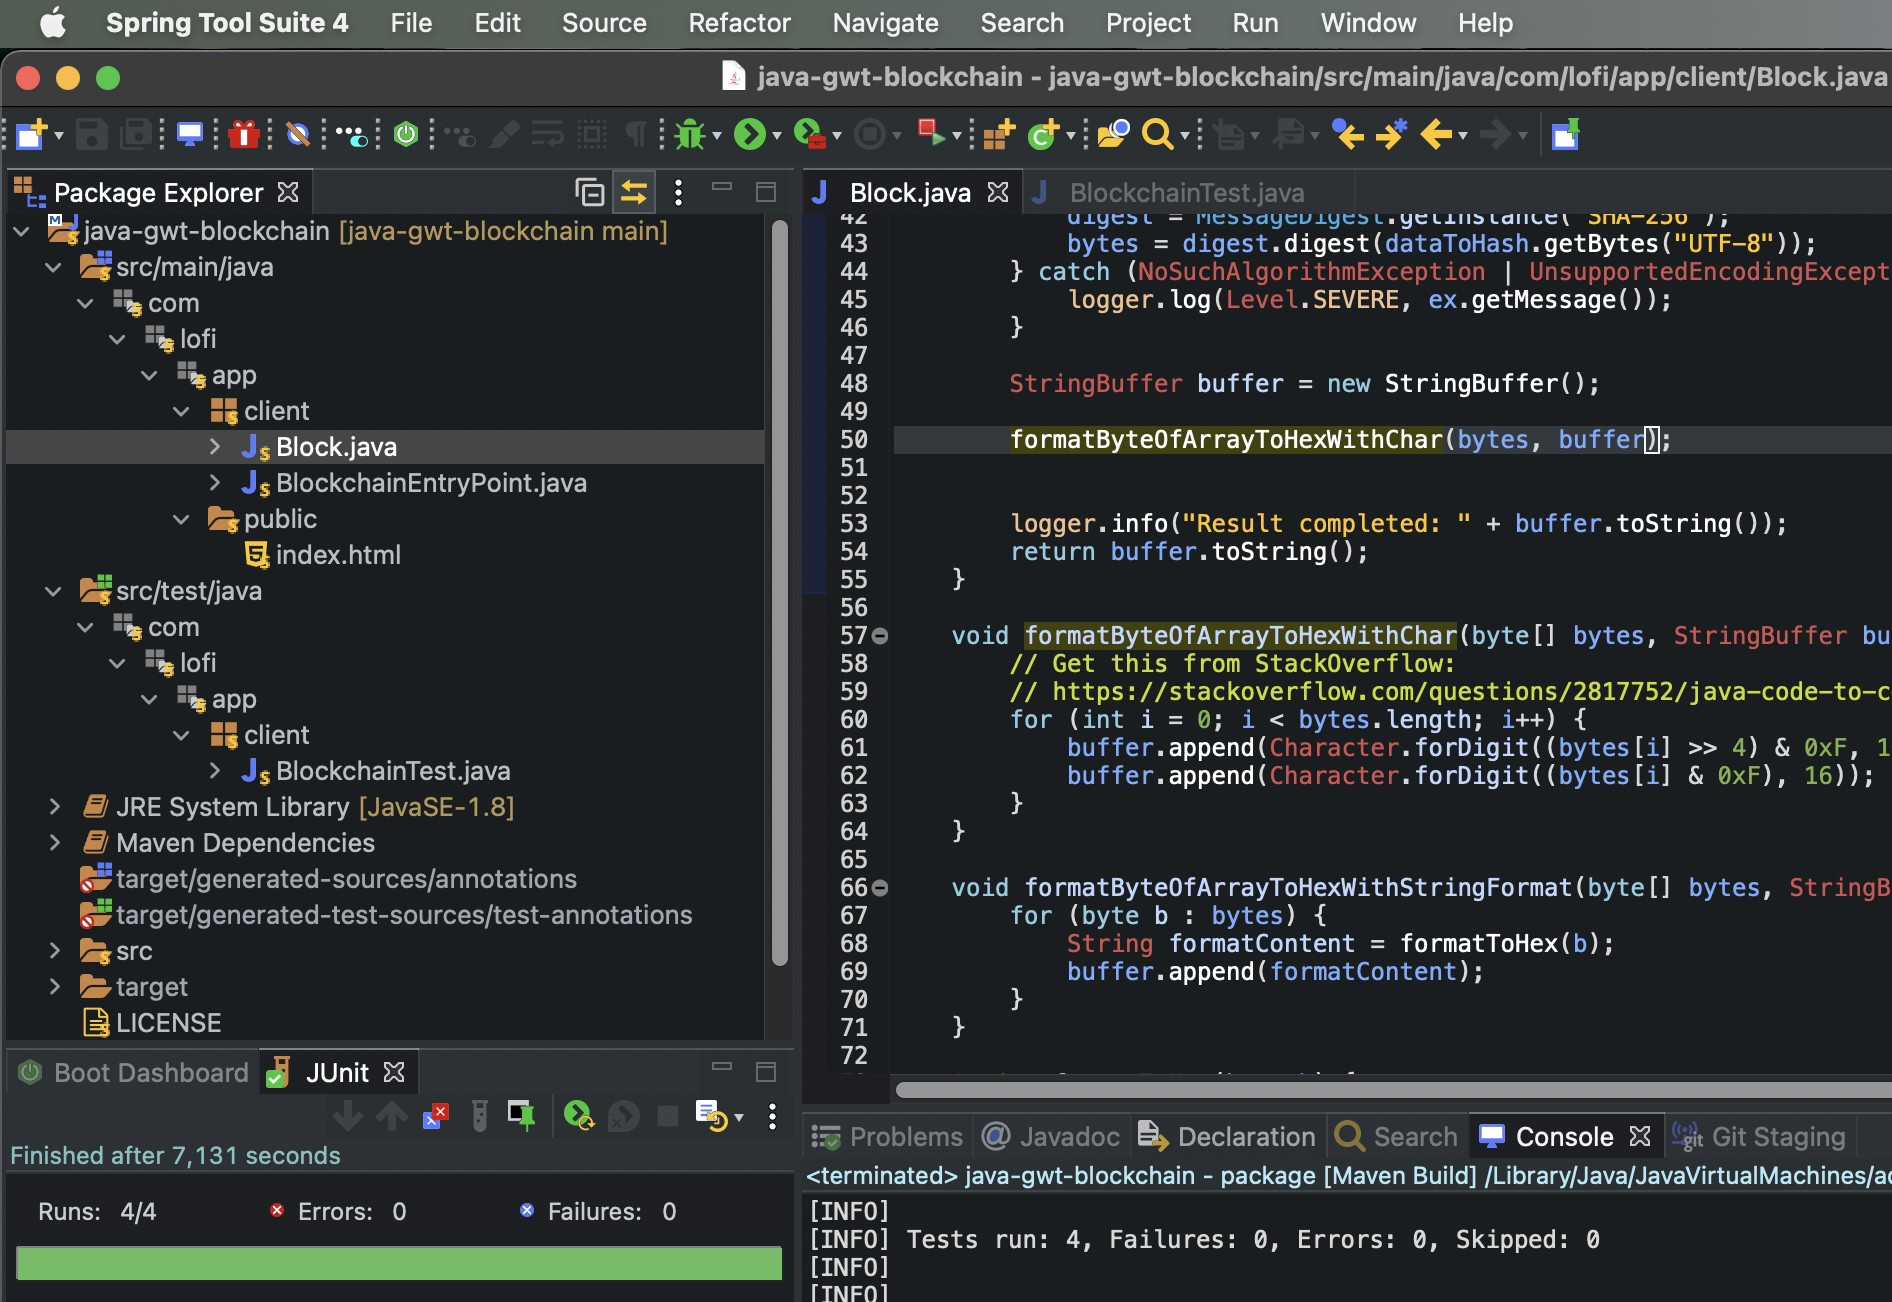 Spring Tool Suite 4 File Edit Source Refactor Navigate Search Project Run Window Help
java-gwt-blockchain - java-gwt-blockchain/src/main/java/com/lofi/app/client/Block.java
Package Explorer
java-gwt-blockchain [java-gwt-blockchain main]
src/main/java
com
lofi
app
client
Block.java
BlockchainEntryPoint.java
public
index.html
src/test/java
com
lofi
app
client
BlockchainTest.java
JRE System Library [JavaSE-1.8]
Maven Dependencies
target/generated-sources/annotations
target/generated-test-sources/test-annotations
src
target
LICENSE
Block.java BlockchainTest.java
42 digest = MessageDigest.getInstance("SHA-256");
43 bytes = digest.digest(dataToHash.getBytes("UTF-8"));
44 } catch (NoSuchAlgorithmException | UnsupportedEncodingExcept
45 logger.log(Level.SEVERE, ex.getMessage());
46 }
47
48 StringBuffer buffer = new StringBuffer();
49
50 formatByteOfArrayToHexWithChar(bytes, buffer);
51
52
53 logger.info("Result completed: " + buffer.toString());
54 return buffer.toString();
55 }
56
57 void formatByteOfArrayToHexWithChar(byte[] bytes, StringBuffer bu
58 // Get this from StackOverflow:
59 // https://stackoverflow.com/questions/2817752/java-code-to-c
60 for (int i = 0; i < bytes.length; i++) {
61 buffer.append(Character.forDigit((bytes[i] >> 4) & 0xF, 1
62 buffer.append(Character.forDigit((bytes[i] & 0xF), 16));
63 }
64 }
65
66 void formatByteOfArrayToHexWithStringFormat(byte[] bytes, StringB
67 for (byte b : bytes) {
68 String formatContent = formatToHex(b);
69 buffer.append(formatContent);
70 }
71 }
72
Boot Dashboard JUnit
Finished after 7,131 seconds
Runs: 4/4 Errors: 0 Failures: 0
Problems Javadoc Declaration Search Console Git Staging
<terminated> java-gwt-blockchain - package [Maven Build] /Library/Java/JavaVirtualMachines/ad
[INFO]
[INFO] Tests run: 4, Failures: 0, Errors: 0, Skipped: 0
[INFO]
[INFO]